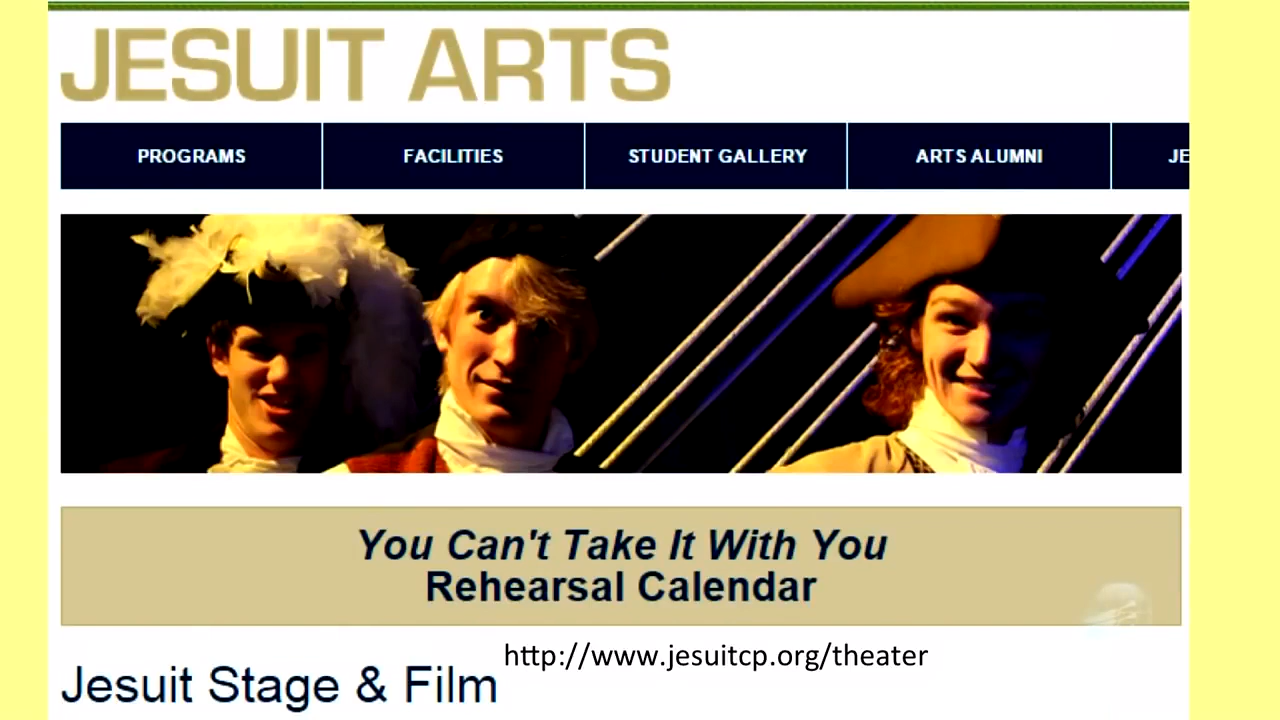 JESUIT ARTS
PROGRAMS FACILITIES STUDENT GALLERY ARTS ALUMNI JE
You Can't Take It With You
Rehearsal Calendar
http://www.jesuitcp.org/theater
Jesuit Stage & Film